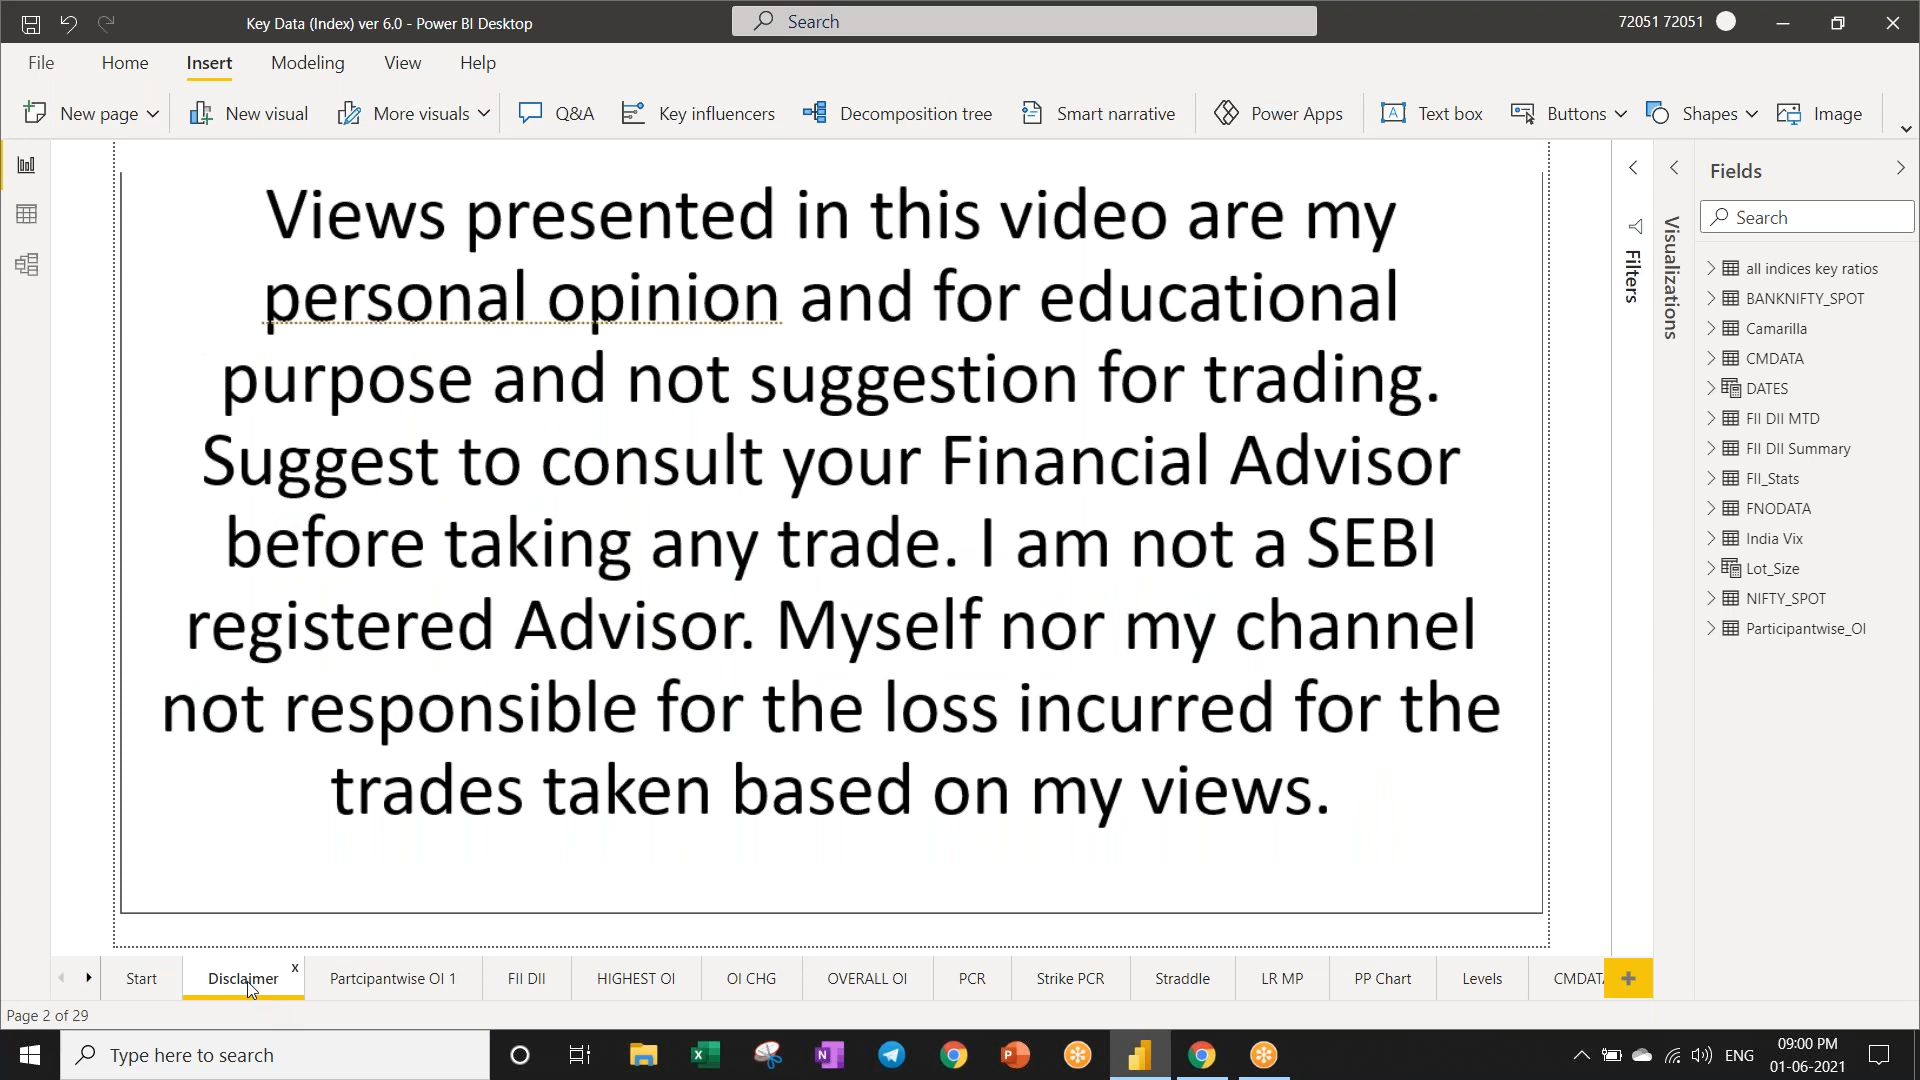 Key Data (Index) ver 6.0 - Power BI Desktop
Search
72051 72051
File Home Insert Modeling View Help
New page New visual More visuals Q&A Key influencers Decomposition tree Smart narrative Power Apps Text box Buttons Shapes Image
Views presented in this video are my
personal opinion and for educational
purpose and not suggestion for trading.
Suggest to consult your Financial Advisor
before taking any trade. I am not a SEBI
registered Advisor. Myself nor my channel
not responsible for the loss incurred for the
trades taken based on my views.
Filters
Visualizations
Fields
Search
all indices key ratios
BANKNIFTY_SPOT
Camarilla
CMDATA
DATES
FII DII MTD
FII DII Summary
FII_Stats
FNODATA
India Vix
Lot_Size
NIFTY_SPOT
Participantwise_OI
Start Disclaimer x Partcipantwise OI 1 FII DII HIGHEST OI OI CHG OVERALL OI PCR Strike PCR Straddle LR MP PP Chart Levels CMDATA
Page 2 of 29
Type here to search
ENG
09:00 PM
01-06-2021